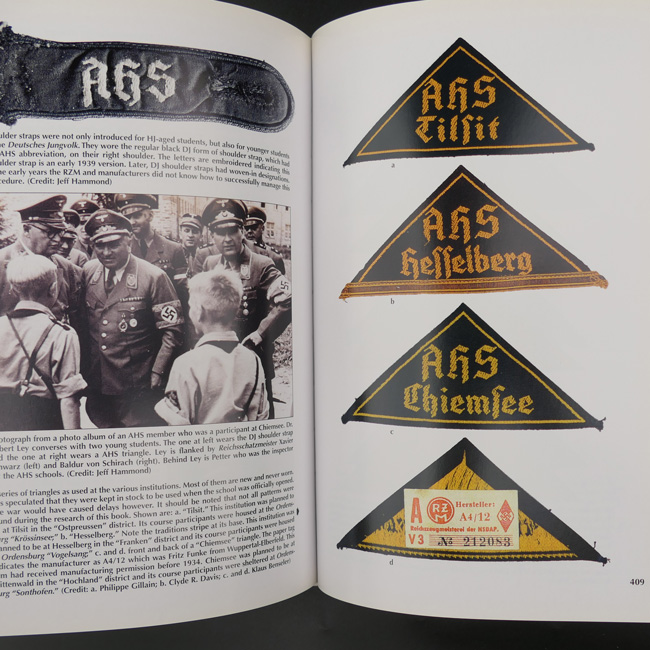 AHS
ulder straps were not only introduced for HJ-aged students, but also for younger students
e Deutsches Jungvolk. They wore the regular black DJ form of shoulder strap, which had
AHS abbreviation, on their right shoulder. The letters are embroidered indicating this
ulder strap is an early 1939 version. Later, DJ shoulder straps had woven-in designations.
e early years the RZM and manufacturers did not know how to successfully manage this
cedure. (Credit: Jeff Hammond)
otograph from a photo album of an AHS member who was a participant at Chiemser. Dr.
bert Ley converses with two young students. The one at left wears the DJ shoulder strap
d the one at right wears a AHS triangle. Ley is flanked by Reichsschatzmeister Xavier
hwarz (left) and Baldur von Schirach (right). Behind Ley is Petter who was the inspector
the AHS schools. (Credit: Jeff Hammond)
series of triangles as used at the various institutions. Most of them are new and never worn.
s speculated that they were kept in stock to be used when the school was officially opened.
e war would have caused delays however. It should be noted that not all patterns were
und during the research of this book. Shown are: a "Tilsit." This institution was planned to
at Tilsit in the "Ostpreussen" district. Its course participants were housed at the Ordens-
rg "Krössinsee;" b. "Hesselberg." Note the traditions stripe at its base. This institution was
anned to be at Hesselberg in the "Franken" district and its course participants were housed
Ordensburg "Vogelsang;" c. and d. front and back of a "Chiemsee" triangle. The paper tag
dicates the manufacturer as A4/12 which was Fritz Funke from Wuppertal-Elberfeld. This
m had received manufacturing permission before 1934. Chiemsee was planned to be at
ittenwald in the "Hochland" district and its course participants were sheltered at Ordens-
urg "Sonthofen." (Credit: a. Philippe Gillain; b. Clyde R. Davis; c. and d. Klaus Benseler)
AHS
Tilsit
a
AHS
Hesselberg
b
AHS
Chiemsee
c
A RZM Hersteller:
A4/12
Reichszeugmeisterei der NSDAP.
V3 № 212083
d
409